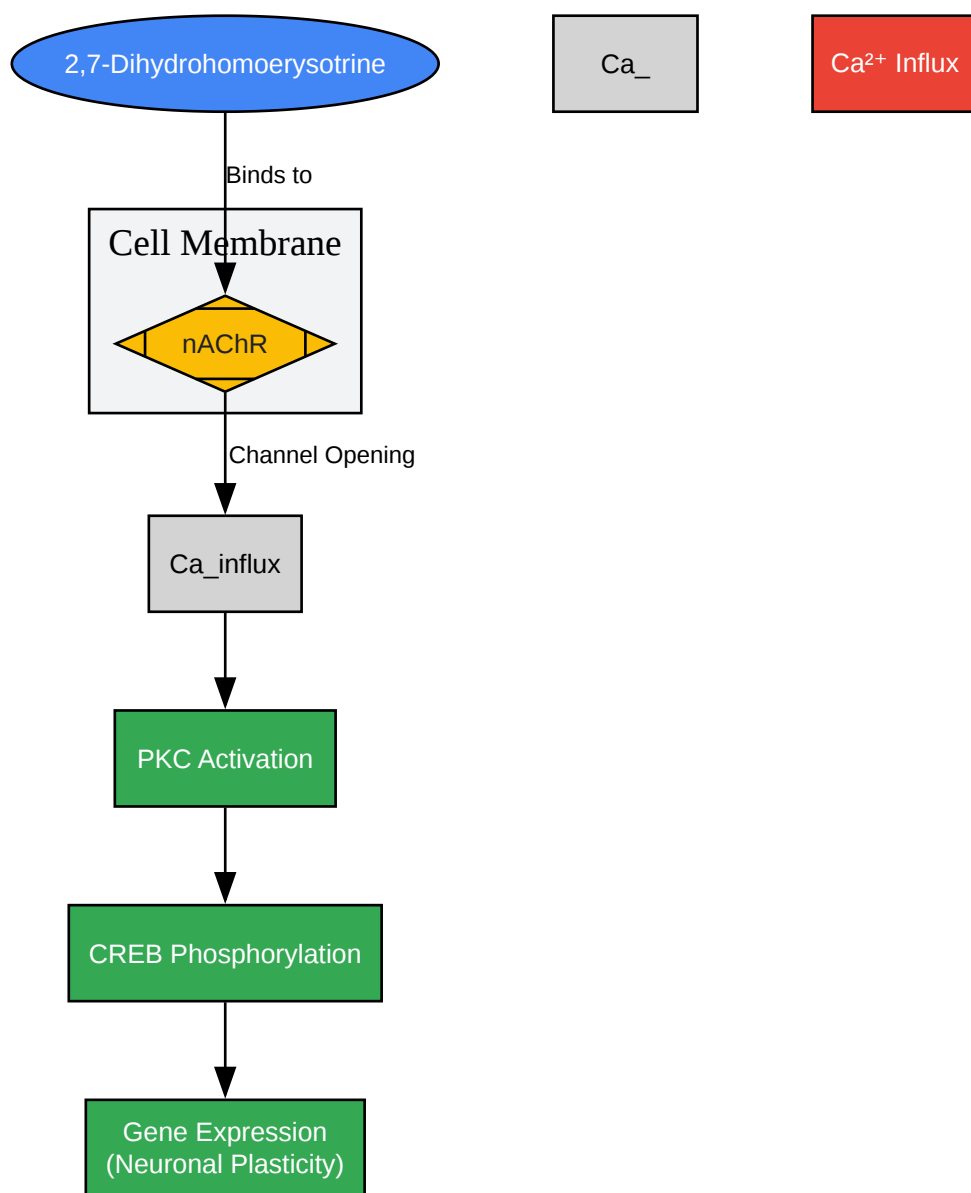 2,7-Dihydrohomoerysotrine
Ca_
Ca²⁺ Influx
Binds to
Cell Membrane
nAChR
Channel Opening
Ca_influx
PKC Activation
CREB Phosphorylation
Gene Expression
(Neuronal Plasticity)